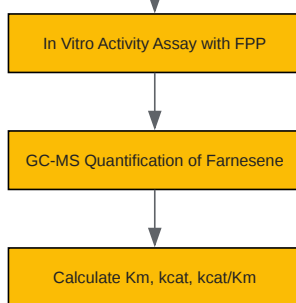 In Vitro Activity Assay with FPP
GC-MS Quantification of Farnesene
Calculate Km, kcat, kcat/Km